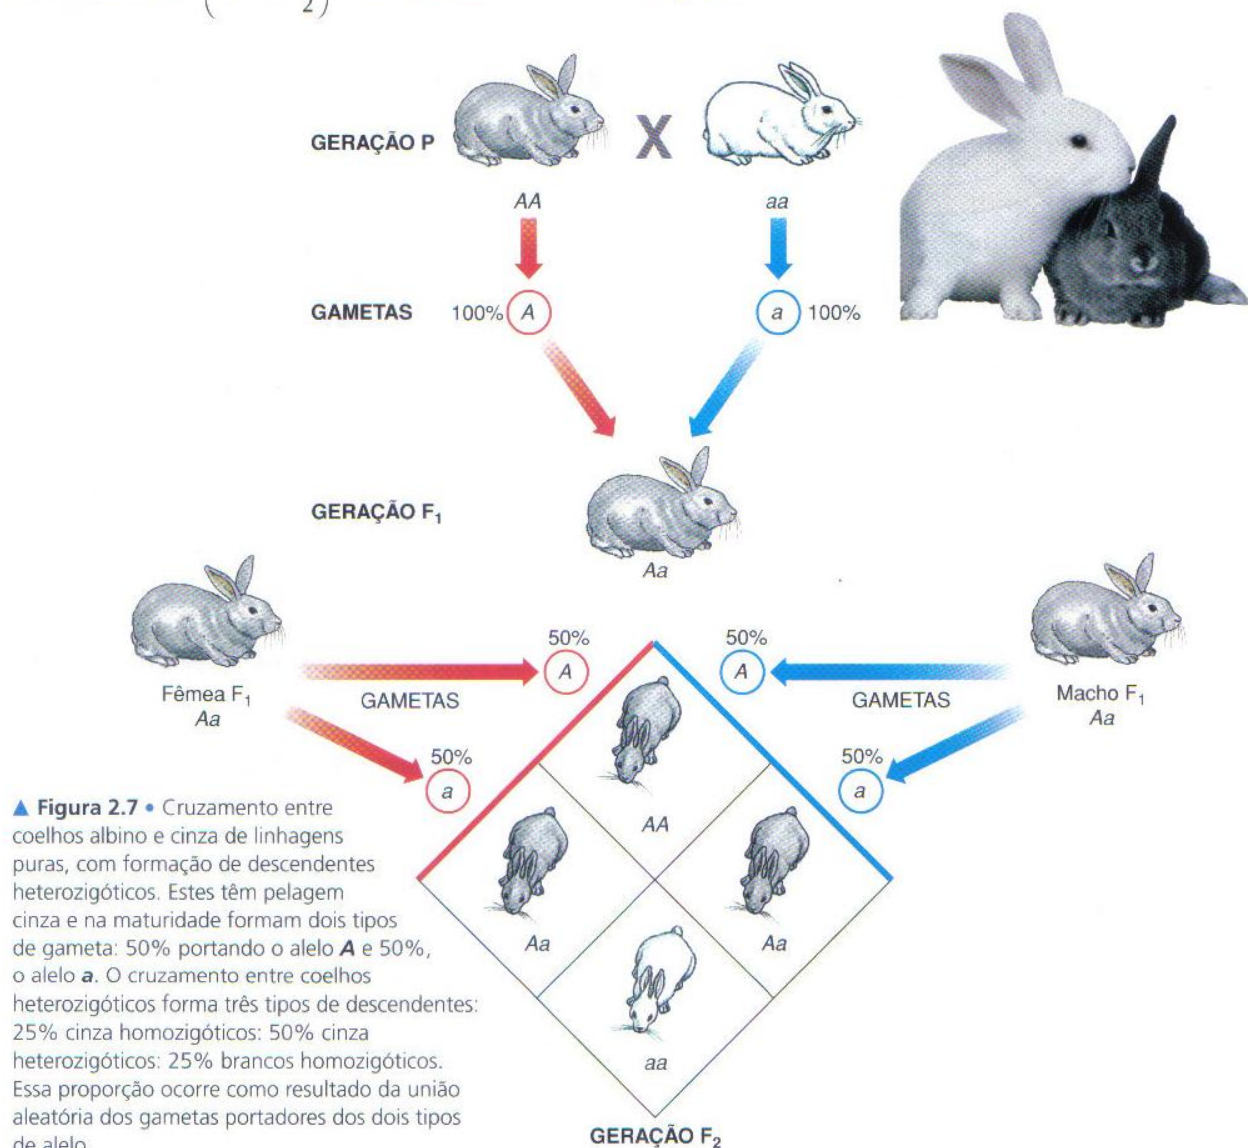 2
GERAÇÃO P
X
AA
aa
GAMETAS
100% A
a 100%
GERAÇÃO F₁
Aa
50%
A
50%
A
Fêmea F₁
Aa
GAMETAS
GAMETAS
Macho F₁
Aa
50%
a
50%
a
AA
Aa
Aa
aa
▲ Figura 2.7 • Cruzamento entre
coelhos albino e cinza de linhagens
puras, com formação de descendentes
heterozigóticos. Estes têm pelagem
cinza e na maturidade formam dois tipos
de gameta: 50% portando o alelo A e 50%,
o alelo a. O cruzamento entre coelhos
heterozigóticos forma três tipos de descendentes:
25% cinza homozigóticos: 50% cinza
heterozigóticos: 25% brancos homozigóticos.
Essa proporção ocorre como resultado da união
aleatória dos gametas portadores dos dois tipos
de alelo.
GERAÇÃO F₂